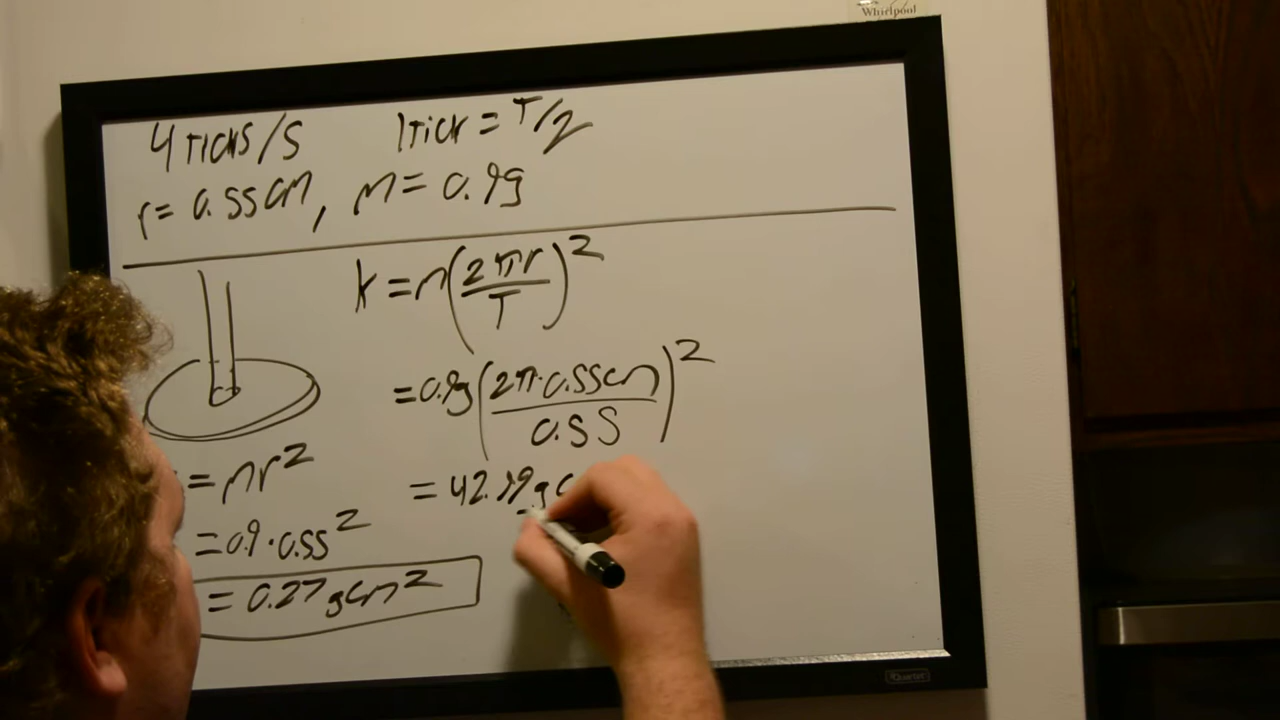 Whirlpool
4 TICKS/S 1 TICK = T/2
r = 0.55cm, m = 0.9g
k = m(2πr/T)²
= 0.9g(2π·0.55cm/0.5S)²
= mr²
= 42.99g
= 0.9·0.55²
= 0.27gcm²